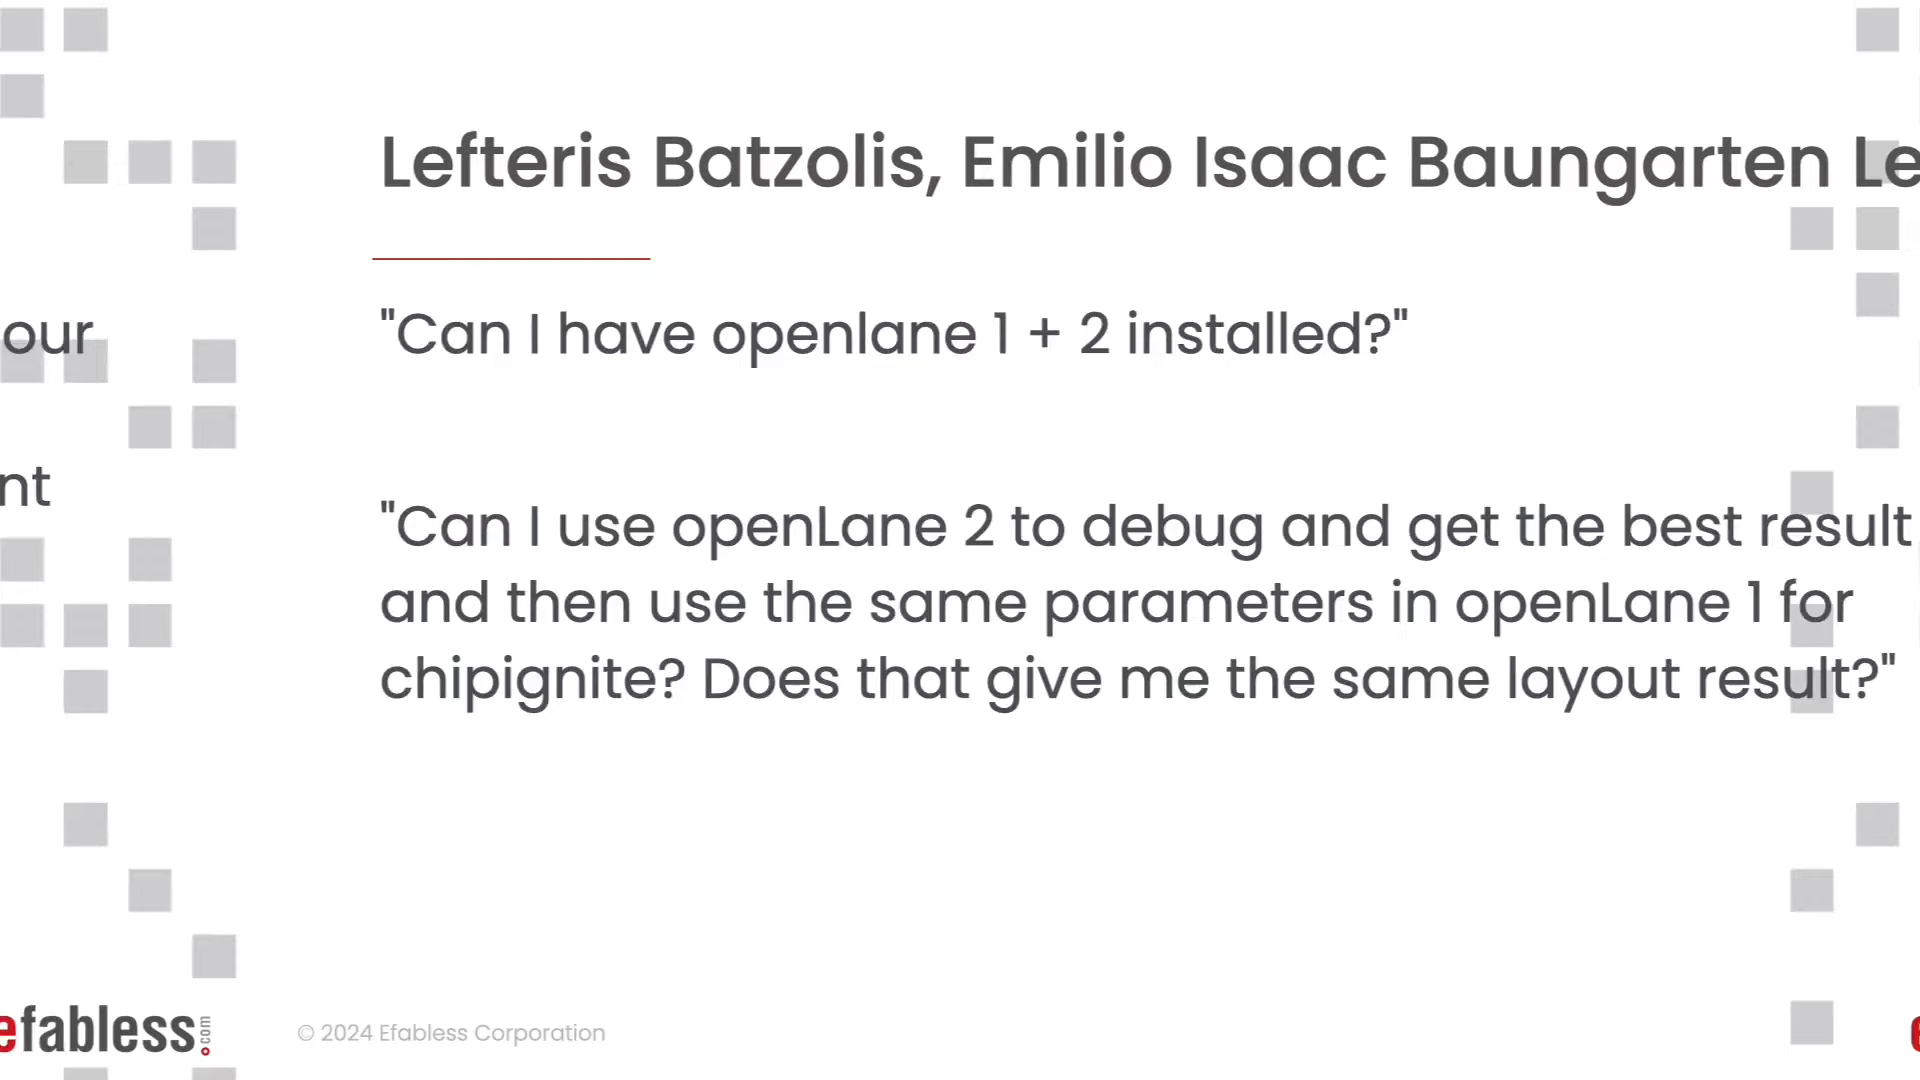 Lefteris Batzolis, Emilio Isaac Baungarten Le
"Can I have openlane 1 + 2 installed?"
"Can I use openLane 2 to debug and get the best result
and then use the same parameters in openLane 1 for
chipignite? Does that give me the same layout result?"
our
nt
efabless.com
© 2024 Efabless Corporation